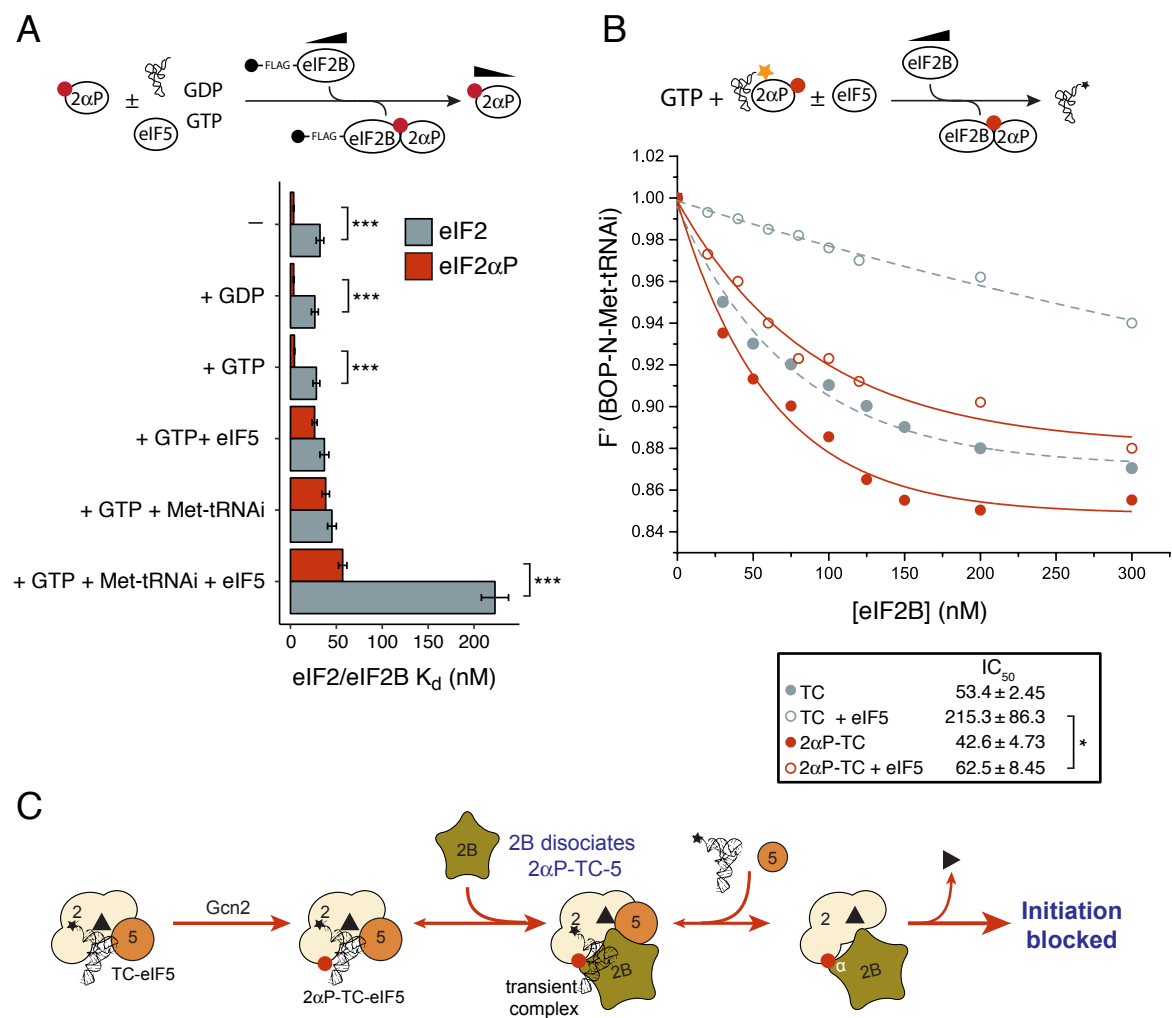 A
2αP
±
eIF5
GDP
GTP
FLAG
eIF2B
FLAG
eIF2B
2αP
2αP
–
+ GDP
+ GTP
+ GTP+ eIF5
+ GTP + Met-tRNAi
+ GTP + Met-tRNAi + eIF5
***
***
***
***
eIF2
eIF2αP
0
50
100
150
200
eIF2/eIF2B Kd (nM)
B
GTP +
2αP
±
eIF5
eIF2B
eIF2B
2αP
1.02
1.00
0.98
0.96
0.94
0.92
0.90
0.88
0.86
0.84
F' (BOP-N-Met-tRNAi)
0
50
100
150
200
250
300
[eIF2B] (nM)
IC50
TC 53.4 ± 2.45
TC + eIF5 215.3 ± 86.3
2αP-TC 42.6 ± 4.73
2αP-TC + eIF5 62.5 ± 8.45
*
C
2
5
TC-eIF5
Gcn2
2
5
2αP-TC-eIF5
2B
2B disociates
2αP-TC-5
2
5
2B
transient
complex
5
2
α
2B
Initiation
blocked